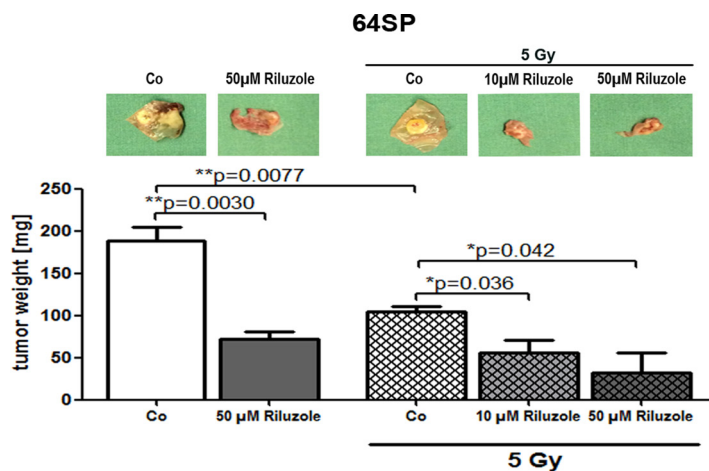 64SP
5 Gy
Co 50µM Riluzole Co 10µM Riluzole 50µM Riluzole
**p=0.0077
**p=0.0030
*p=0.042
*p=0.036
tumor weight [mg]
250
200
150
100
50
0
Co 50 µM Riluzole Co 10 µM Riluzole 50 µM Riluzole
5 Gy